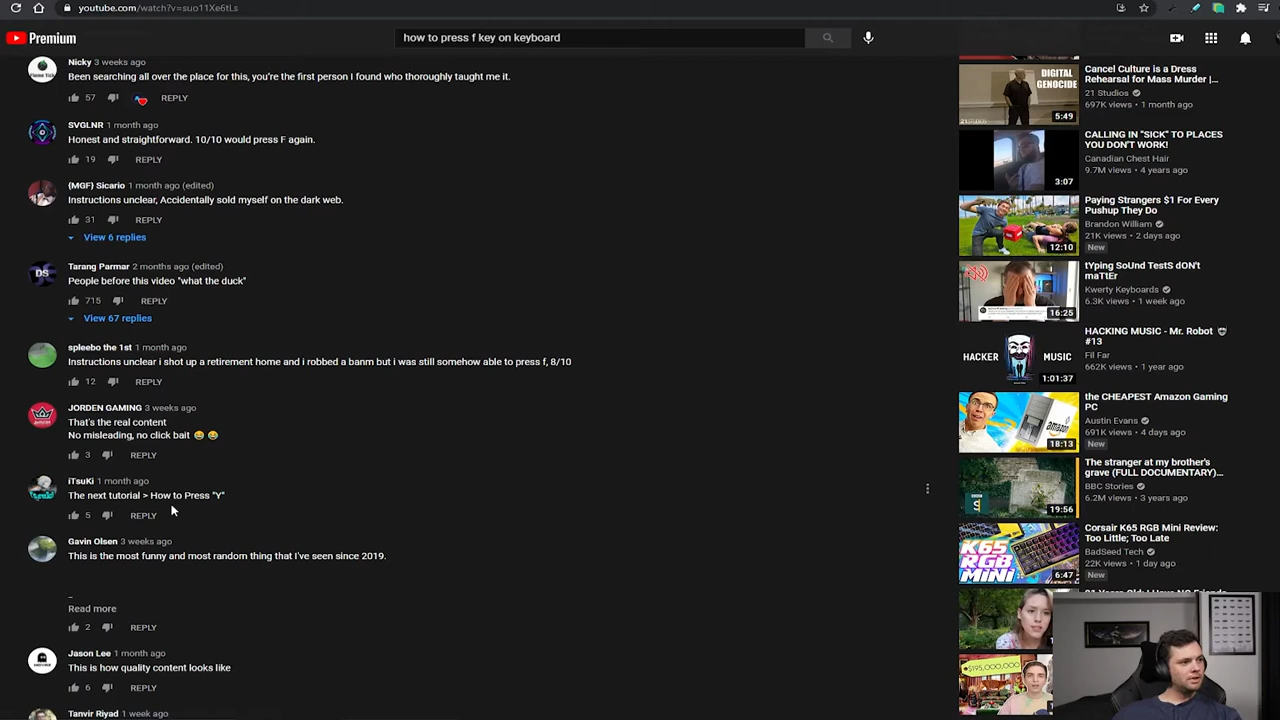 youtube.com/watch?v=suo11Xe6tLs
Premium
how to press f key on keyboard
Nicky 3 weeks ago
Been searching all over the place for this, you're the first person I found who thoroughly taught me it.
57 REPLY
SVGLNR 1 month ago
Honest and straightforward. 10/10 would press F again.
19 REPLY
{MGF} Sicario 1 month ago (edited)
Instructions unclear, Accidentally sold myself on the dark web.
31 REPLY
View 6 replies
DS
Tarang Parmar 2 months ago (edited)
People before this video "what the duck"
715 REPLY
View 67 replies
spleebo the 1st 1 month ago
Instructions unclear i shot up a retirement home and i robbed a banm but i was still somehow able to press f, 8/10
12 REPLY
JORDEN GAMING 3 weeks ago
That's the real content
No misleading, no click bait
3 REPLY
iTsuKi 1 month ago
The next tutorial > How to Press "Y"
5 REPLY
Gavin Olsen 3 weeks ago
This is the most funny and most random thing that I've seen since 2019.
_
Read more
2 REPLY
Jason Lee 1 month ago
This is how quality content looks like
6 REPLY
Tanvir Riyad 1 week ago
DIGITAL
GENOCIDE
5:49
Cancel Culture is a Dress
Rehearsal for Mass Murder |...
21 Studios
697K views • 1 month ago
3:07
CALLING IN "SICK" TO PLACES
YOU DON'T WORK!
Canadian Chest Hair
9.7M views • 4 years ago
12:10
Paying Strangers $1 For Every
Pushup They Do
Brandon William
21K views • 2 days ago
New
16:25
tYping SoUnd TestS dON't
maTtEr
Kwerty Keyboards
6.3K views • 1 week ago
HACKER MUSIC
1:01:37
HACKING MUSIC - Mr. Robot
#13
Fil Far
662K views • 1 year ago
amazon
18:13
the CHEAPEST Amazon Gaming
PC
Austin Evans
691K views • 4 days ago
New
19:56
The stranger at my brother's
grave (FULL DOCUMENTARY)...
BBC Stories
6.2M views • 3 years ago
K65
RGB
MINI
6:47
Corsair K65 RGB Mini Review:
Too Little; Too Late
BadSeed Tech
22K views • 1 day ago
New
$195,000,000